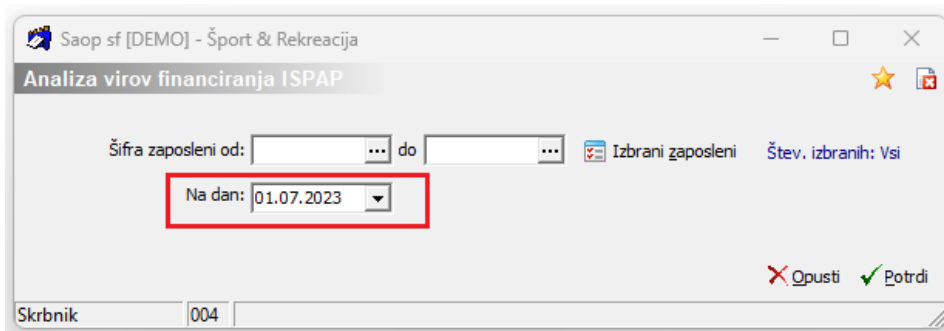 Saop sf [DEMO] - Šport & Rekreacija
Analiza virov financiranja ISPAP
Šifra zaposleni od: ... do ... Izbrani zaposleni Štev. izbranih: Vsi
Na dan: 01.07.2023
Opusti Potrdi
Skrbnik 004